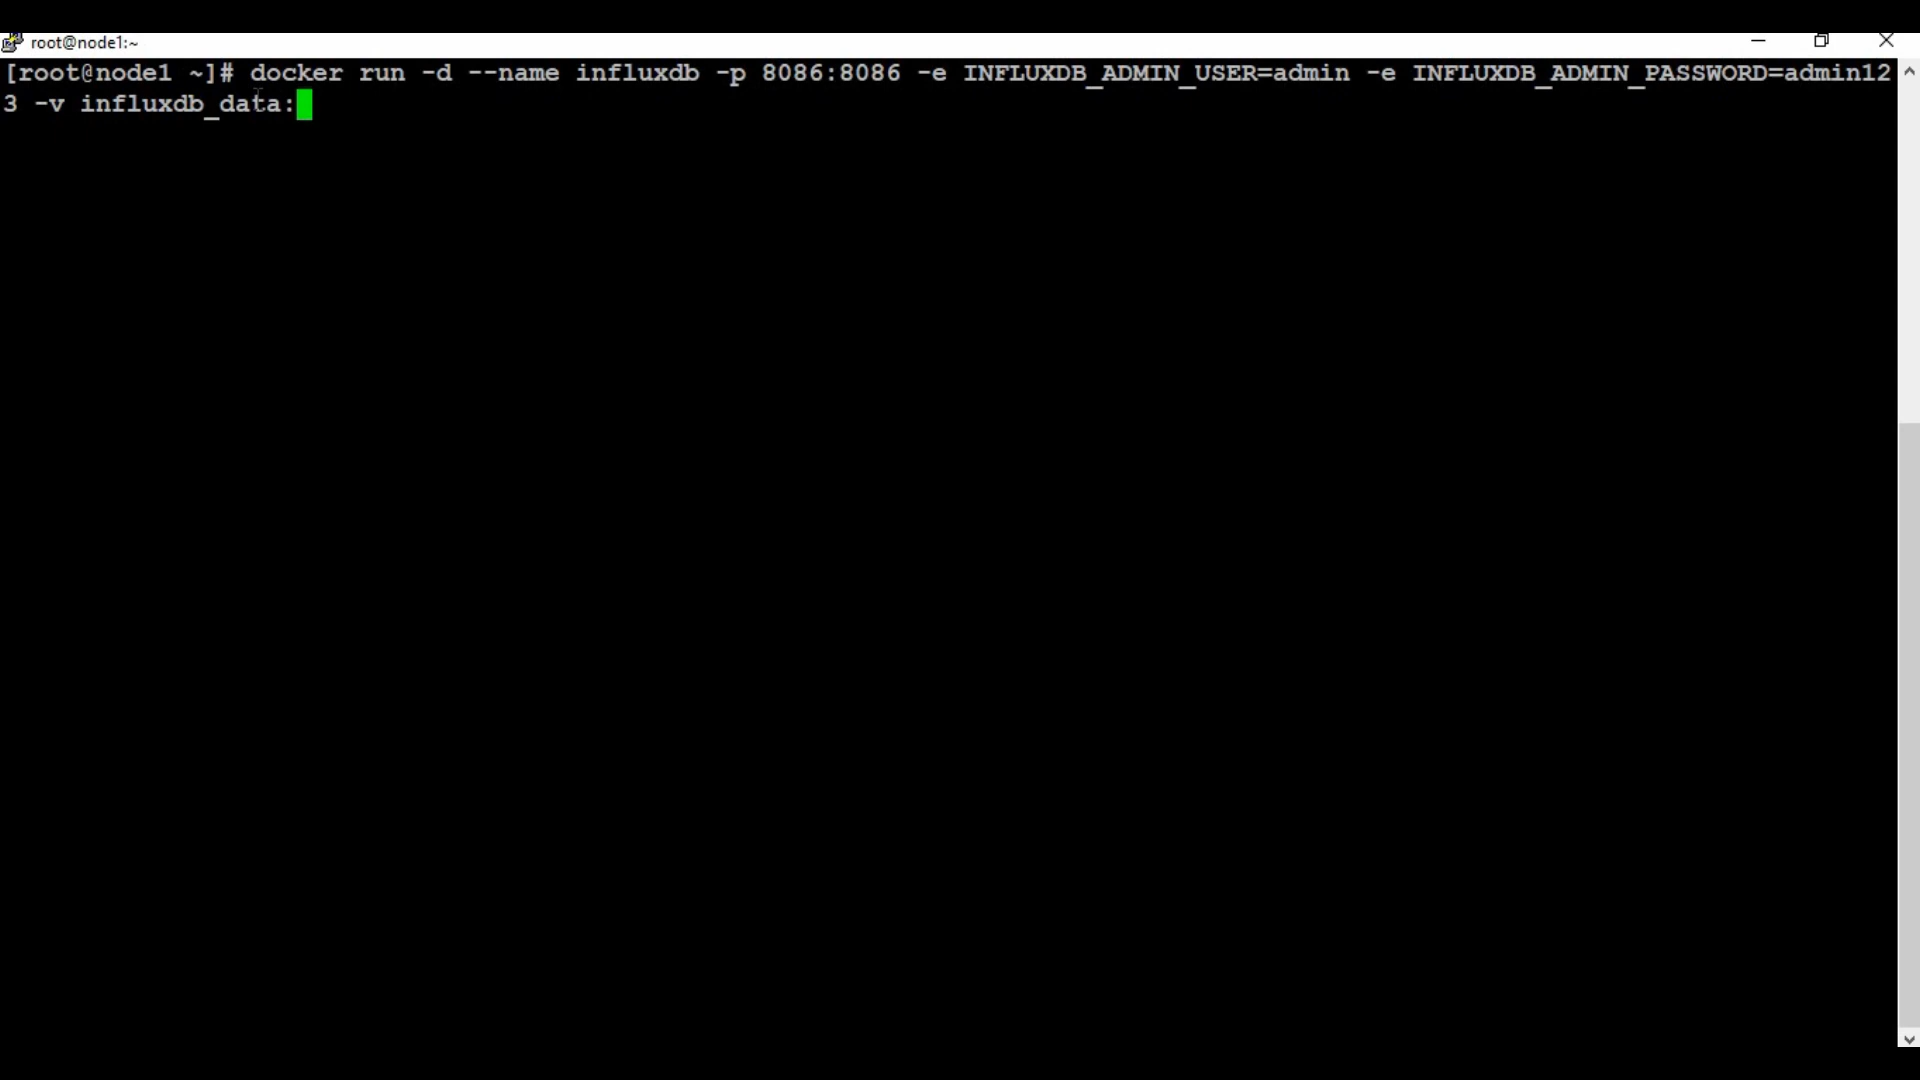 root@node1:~
[root@node1 ~]# docker run -d --name influxdb -p 8086:8086 -e INFLUXDB_ADMIN_USER=admin -e INFLUXDB_ADMIN_PASSWORD=admin12
3 -v influxdb_data: